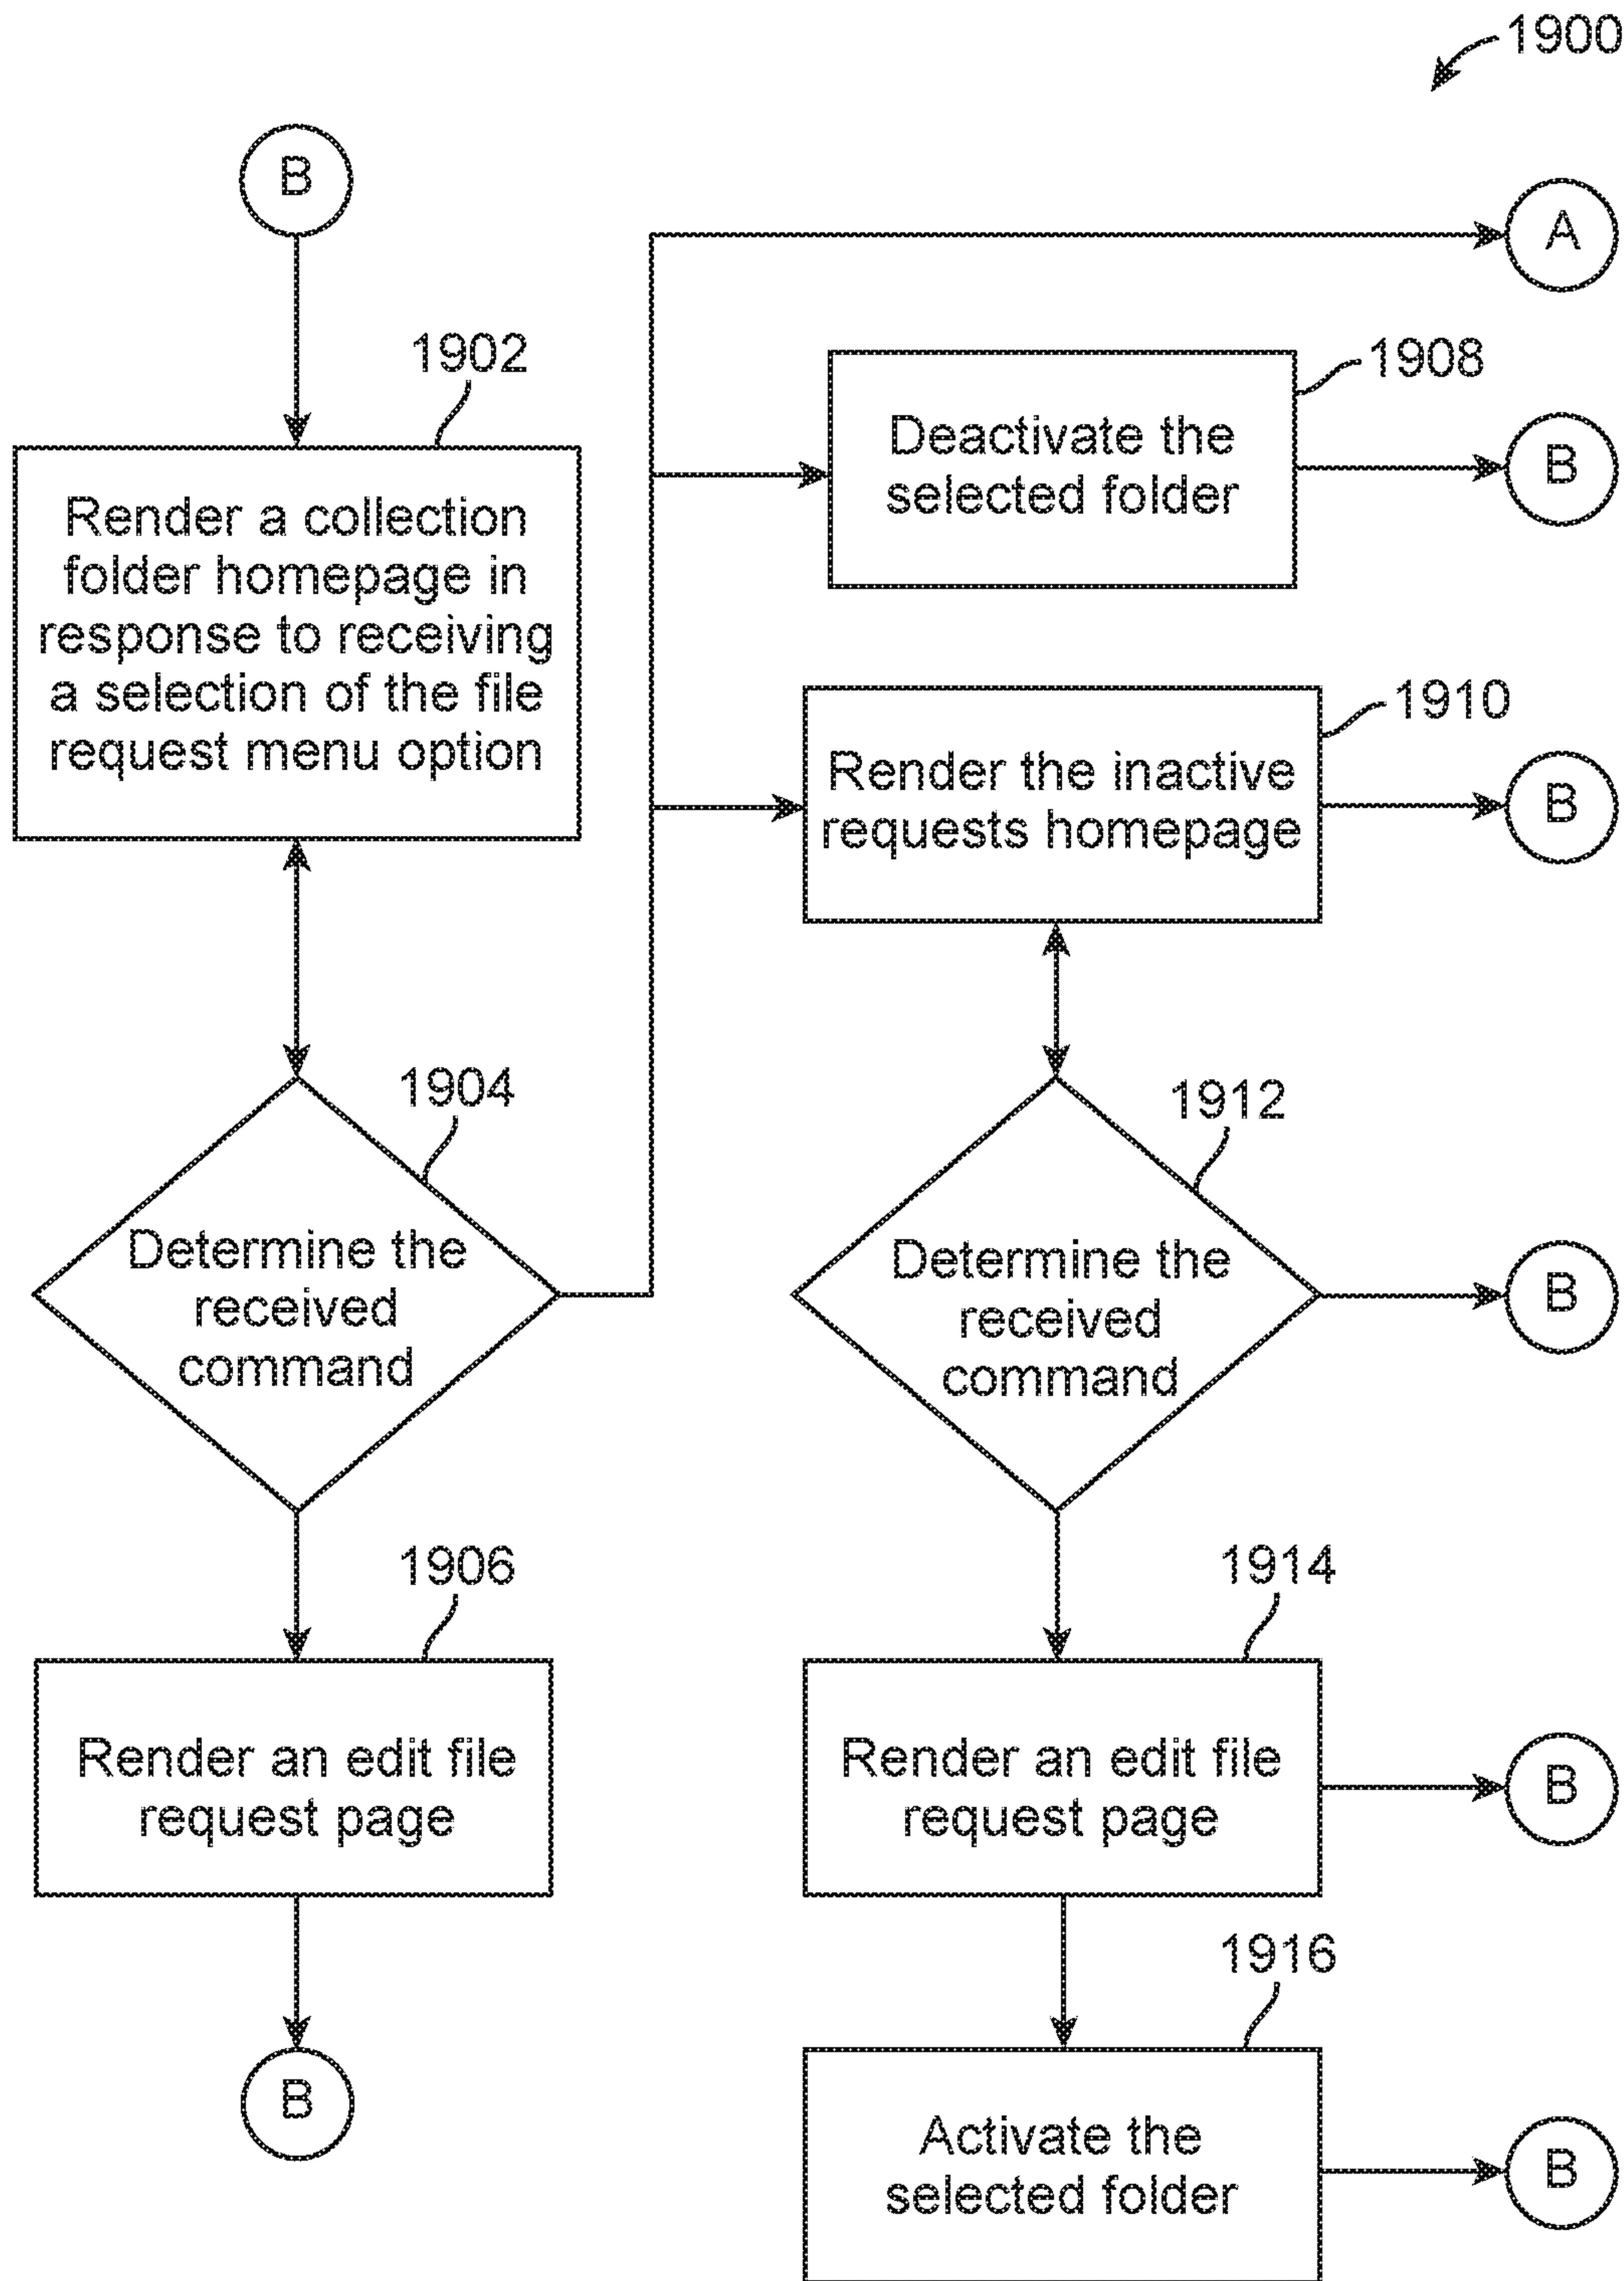 1900
B
A
1902
Render a collection
folder homepage in
response to receiving
a selection of the file
request menu option
1908
Deactivate the
selected folder
B
1910
Render the inactive
requests homepage
B
1904
Determine the
received
command
1912
Determine the
received
command
B
1906
Render an edit file
request page
B
1914
Render an edit file
request page
B
1916
Activate the
selected folder
B